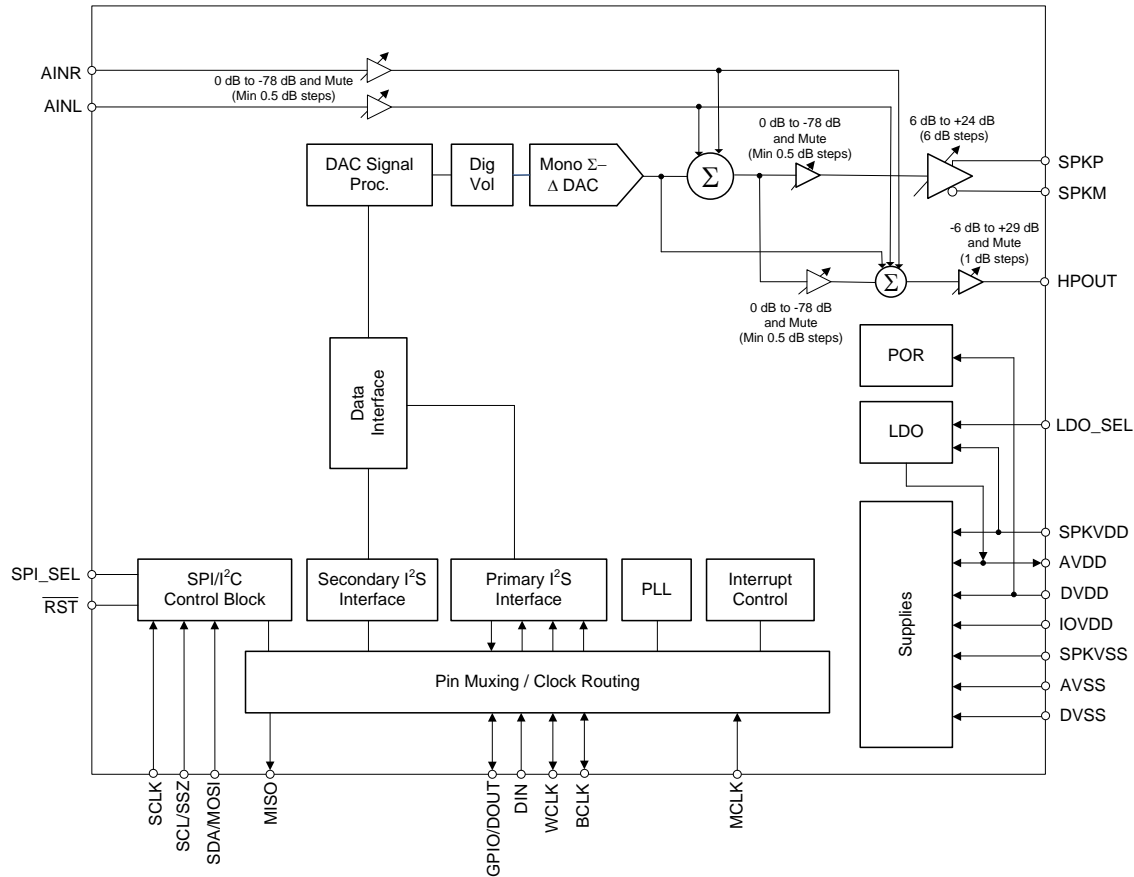 AINR
AINL
0 dB to -78 dB and Mute
(Min 0.5 dB steps)
0 dB to -78 dB
and Mute
(Min 0.5 dB steps)
6 dB to +24 dB
(6 dB steps)
DAC Signal
Proc.
Dig
Vol
Mono Σ–
Δ DAC
Σ
SPKP
SPKM
-6 dB to +29 dB
and Mute
(1 dB steps)
Σ
HPOUT
0 dB to -78 dB
and Mute
(Min 0.5 dB steps)
POR
Data
Interface
LDO
LDO_SEL
Supplies
SPKVDD
AVDD
DVDD
IOVDD
SPKVSS
AVSS
DVSS
SPI_SEL
R̅S̅T̅
SPI/I²C
Control Block
Secondary I²S
Interface
Primary I²S
Interface
PLL
Interrupt
Control
Pin Muxing / Clock Routing
SCLK
SCL/SSZ
SDA/MOSI
MISO
GPIO/DOUT
DIN
WCLK
BCLK
MCLK